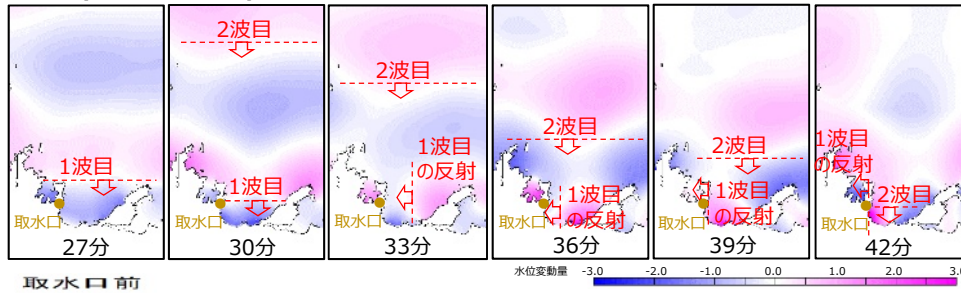 1波目
取水口
27分
2波目
1波目
取水口
30分
2波目
1波目
の反射
取水口
33分
2波目
1波目
の反射
取水口
36分
2波目
1波目
の反射
取水口
39分
1波目
の反射
2波目
取水口
42分
取水口前
水位変動量 -3.0 -2.0 -1.0 0.0 1.0 2.0 3.0